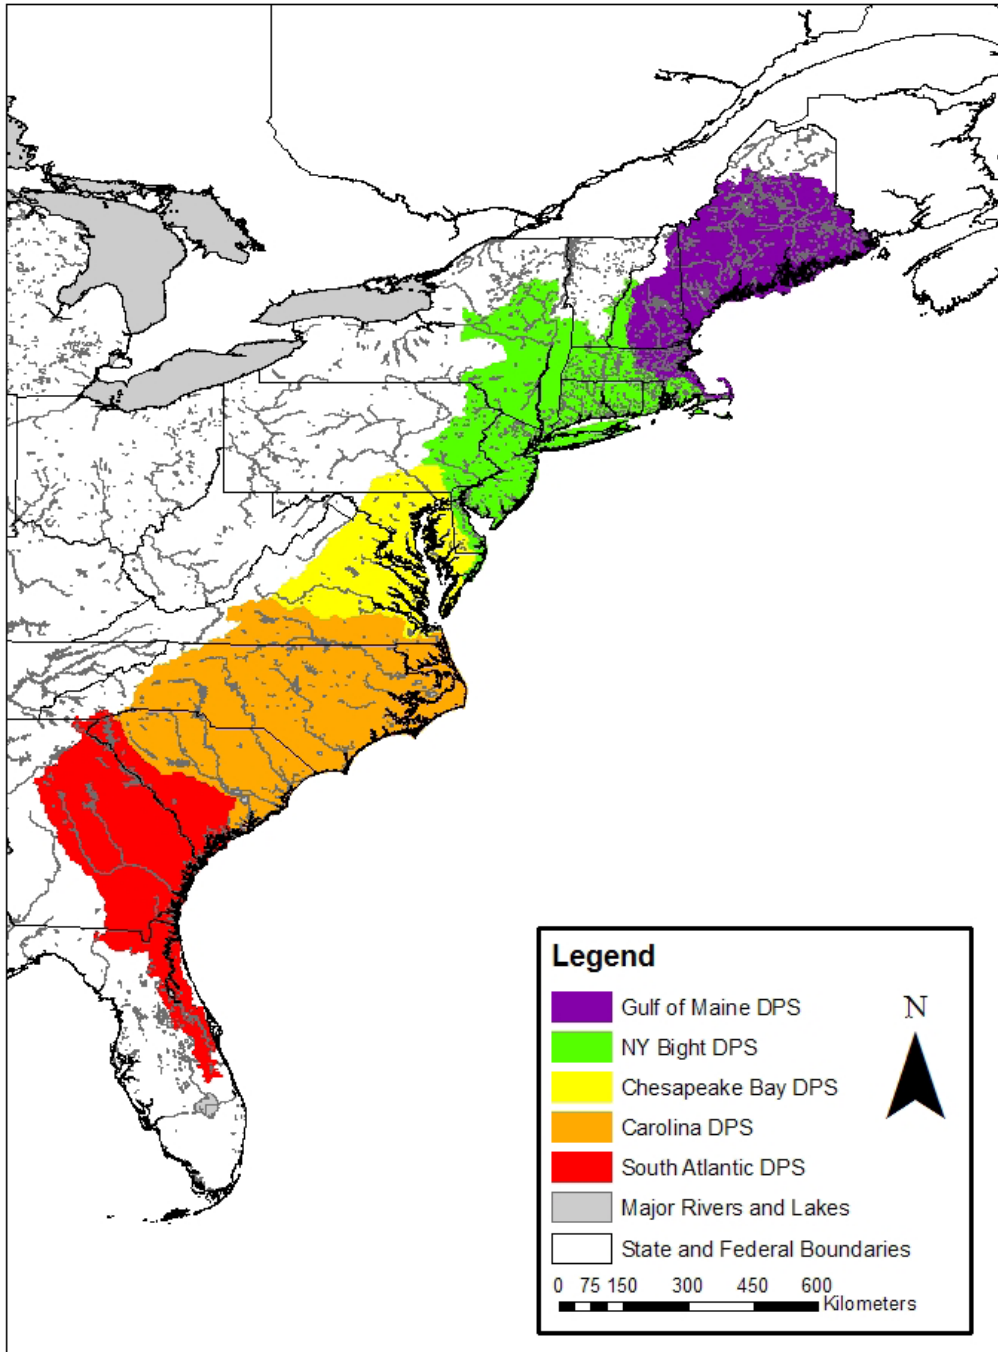 Legend
Gulf of Maine DPS
N
NY Bight DPS
Chesapeake Bay DPS
Carolina DPS
South Atlantic DPS
Major Rivers and Lakes
State and Federal Boundaries
0 75 150 300 450 600
Kilometers